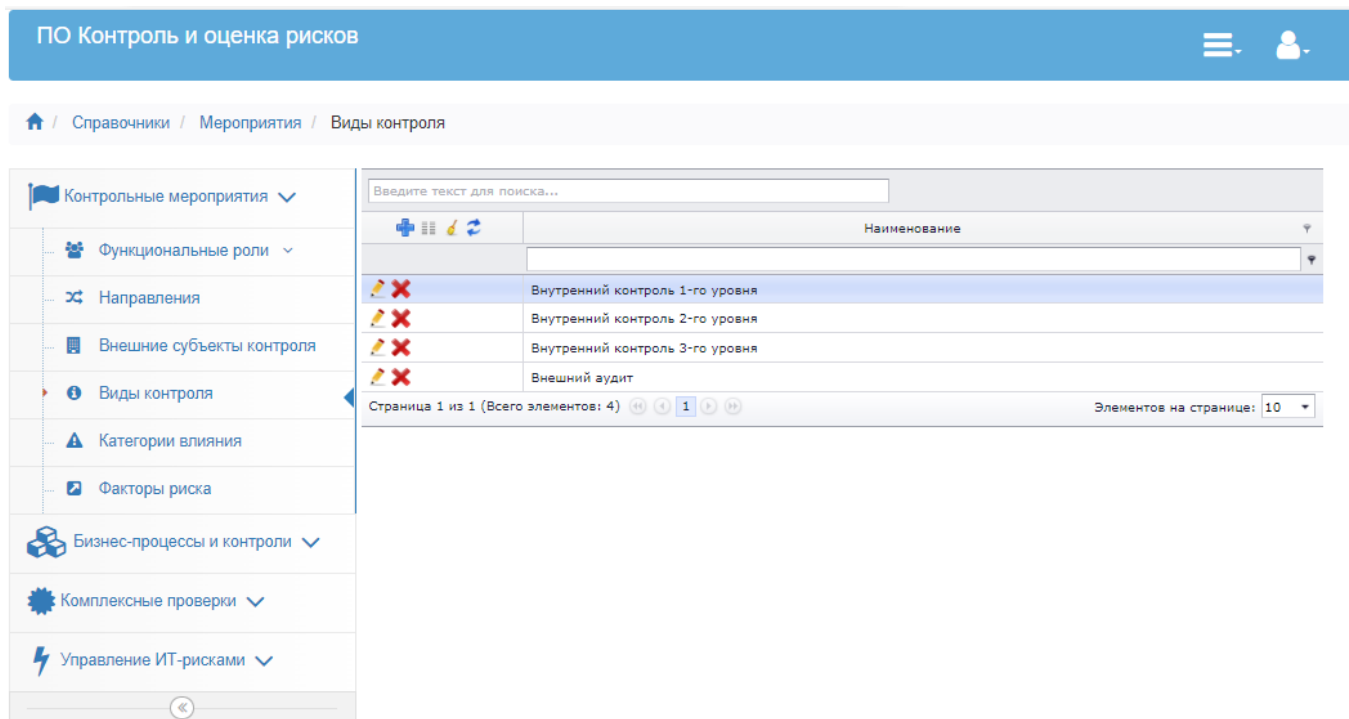 ПО Контроль и оценка рисков
/ Справочники / Мероприятия / Виды контроля
Контрольные мероприятия
Функциональные роли
Направления
Внешние субъекты контроля
Виды контроля
Категории влияния
Факторы риска
Бизнес-процессы и контроли
Комплексные проверки
Управление ИТ-рисками
Введите текст для поиска...
Наименование
Внутренний контроль 1-го уровня
Внутренний контроль 2-го уровня
Внутренний контроль 3-го уровня
Внешний аудит
Страница 1 из 1 (Всего элементов: 4) 1 Элементов на странице: 10